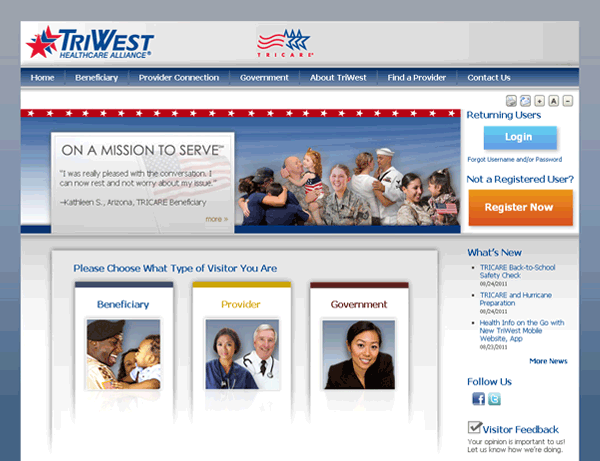 TRIWEST
HEALTHCARE ALLIANCE®
TRICARE
Home
Beneficiary
Provider Connection
Government
About TriWest
Find a Provider
Contact Us
+
A
-
ON A MISSION TO SERVE℠
"I was really pleased with the conversation. I
can now rest and not worry about my issue."
~Kathleen S., Arizona, TRICARE Beneficiary
more >
Returning Users
Login
Forgot Username and/or Password
Not a Registered User?
Register Now
Please Choose What Type of Visitor You Are
Beneficiary
Provider
Government
What's New
TRICARE Back-to-School
Safety Check
08/24/2011
TRICARE and Hurricane
Preparation
08/24/2011
Health Info on the Go with
New TriWest Mobile
Website, App
08/23/2011
More News
Follow Us
f
t
Visitor Feedback
Your opinion is important to us!
Let us know how we're doing.